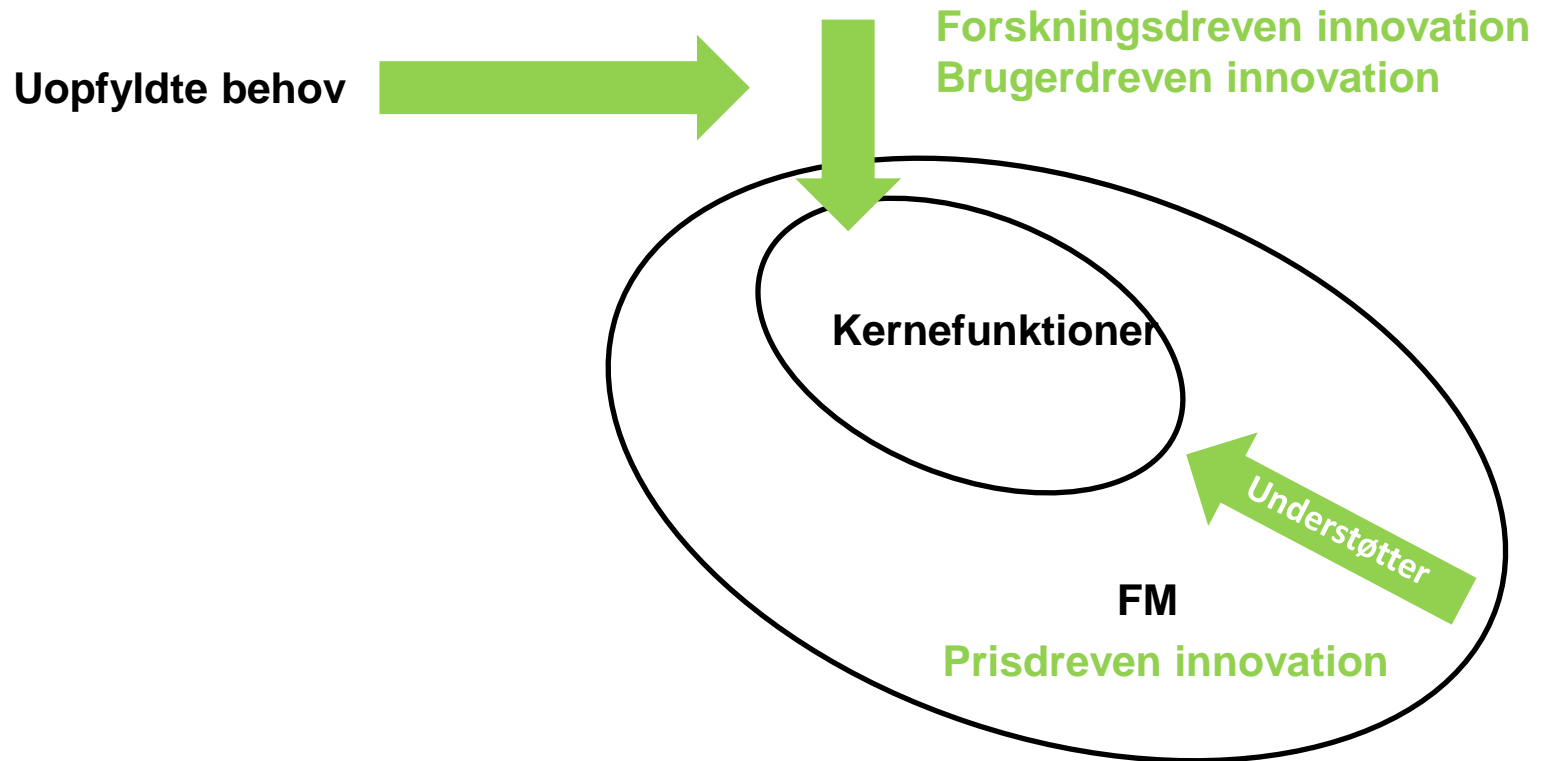 Forskningsdreven innovation
Brugerdreven innovation
Uopfyldte behov
Kernefunktioner
Understøtter
FM
Prisdreven innovation